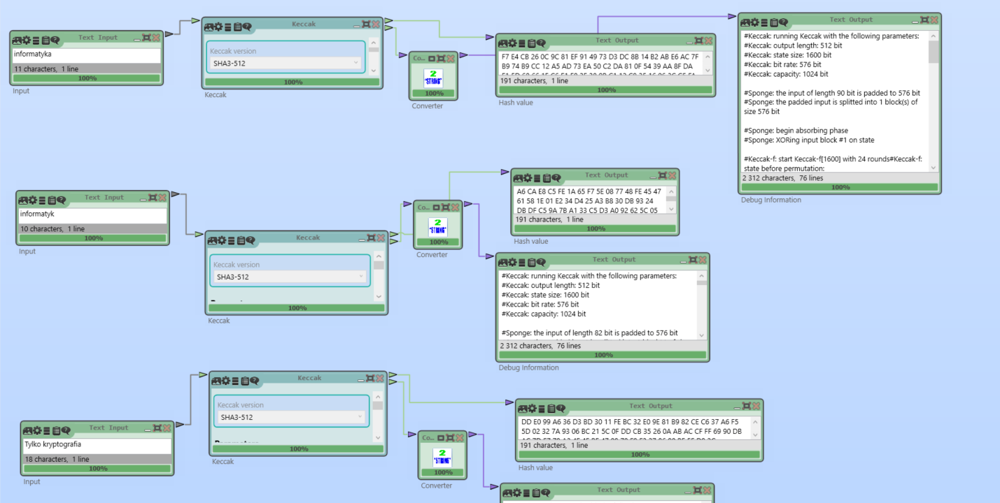 Text Input
informatyka
11 characters, 1 line
100%
Input
Keccak
Keccak version
SHA3-512
100%
Keccak
Co...
2
"STRING"
100%
Converter
Text Output
F7 E4 CB 26 0C 9C 81 EF 91 49 73 D3 DC 8B 14 B2 AB E6 AC 7F
B9 74 B9 CC 12 A5 AD 73 EA 50 C2 DA 81 0F 54 39 AA 8F DA
191 characters, 1 line
100%
Hash value
Text Output
#Keccak: running Keccak with the following parameters:
#Keccak: output length: 512 bit
#Keccak: state size: 1600 bit
#Keccak: bit rate: 576 bit
#Keccak: capacity: 1024 bit
#Sponge: the input of length 90 bit is padded to 576 bit
#Sponge: the padded input is splitted into 1 block(s) of
size 576 bit
#Sponge: begin absorbing phase
#Sponge: XORing input block #1 on state
#Keccak-f: start Keccak-f[1600] with 24 rounds#Keccak-f:
state before permutation:
2 312 characters, 76 lines
100%
Debug Information
Text Input
informatyk
10 characters, 1 line
100%
Input
Keccak
Keccak version
SHA3-512
100%
Keccak
Co...
2
"STRING"
100%
Converter
Text Output
A6 CA E8 C5 FE 1A 65 F7 5E 08 77 48 FE 45 47
61 58 1E 01 E2 34 D4 25 A3 B8 30 DB 93 24
DB DF C5 9A 7B A1 33 C5 D3 A0 92 62 5C 05
191 characters, 1 line
100%
Hash value
Text Output
#Keccak: running Keccak with the following parameters:
#Keccak: output length: 512 bit
#Keccak: state size: 1600 bit
#Keccak: bit rate: 576 bit
#Keccak: capacity: 1024 bit
#Sponge: the input of length 82 bit is padded to 576 bit
2 312 characters, 76 lines
100%
Debug Information
Text Input
Tylko kryptografia
18 characters, 1 line
100%
Input
Keccak
Keccak version
SHA3-512
100%
Keccak
Co...
2
"STRING"
100%
Converter
Text Output
DD E0 99 A6 36 D3 BD 30 11 FE BC 32 E0 9E 81 B9 82 CE C6 37 A6 F5
5D 02 32 7A 93 06 BC 21 5C 0F DD CB 35 26 0A AB AC CF FF 69 90 DB
191 characters, 1 line
100%
Hash value
Text Output